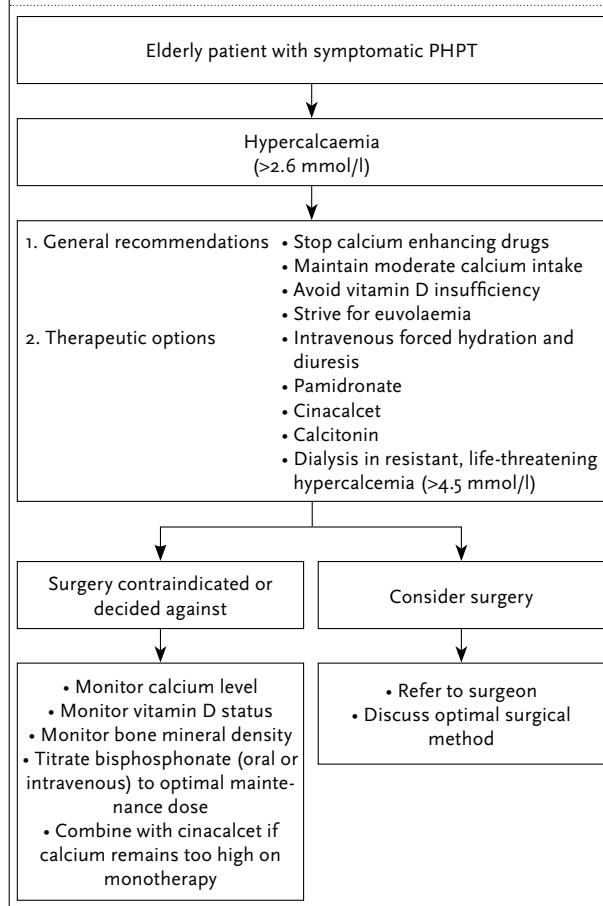 Elderly patient with symptomatic PHPT
Hypercalcaemia
(>2.6 mmol/l)
1. General recommendations • Stop calcium enhancing drugs
• Maintain moderate calcium intake
• Avoid vitamin D insufficiency
• Strive for euvolaemia
2. Therapeutic options • Intravenous forced hydration and
diuresis
• Pamidronate
• Cinacalcet
• Calcitonin
• Dialysis in resistant, life-threatening
hypercalcemia (>4.5 mmol/l)
Surgery contraindicated or
decided against
Consider surgery
• Monitor calcium level
• Monitor vitamin D status
• Monitor bone mineral density
• Titrate bisphosphonate (oral or
intravenous) to optimal mainte-
nance dose
• Combine with cinacalcet if
calcium remains too high on
monotherapy
• Refer to surgeon
• Discuss optimal surgical
method